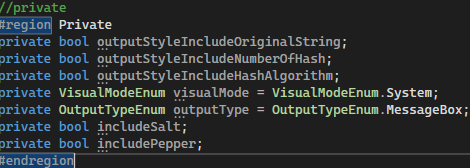 //private
#region Private
private bool outputStyleIncludeOriginalString;
private bool outputStyleIncludeNumberOfHash;
private bool outputStyleIncludeHashAlgorithm;
private VisualModeEnum visualMode = VisualModeEnum.System;
private OutputTypeEnum outputType = OutputTypeEnum.MessageBox;
private bool includeSalt;
private bool includePepper;
#endregion